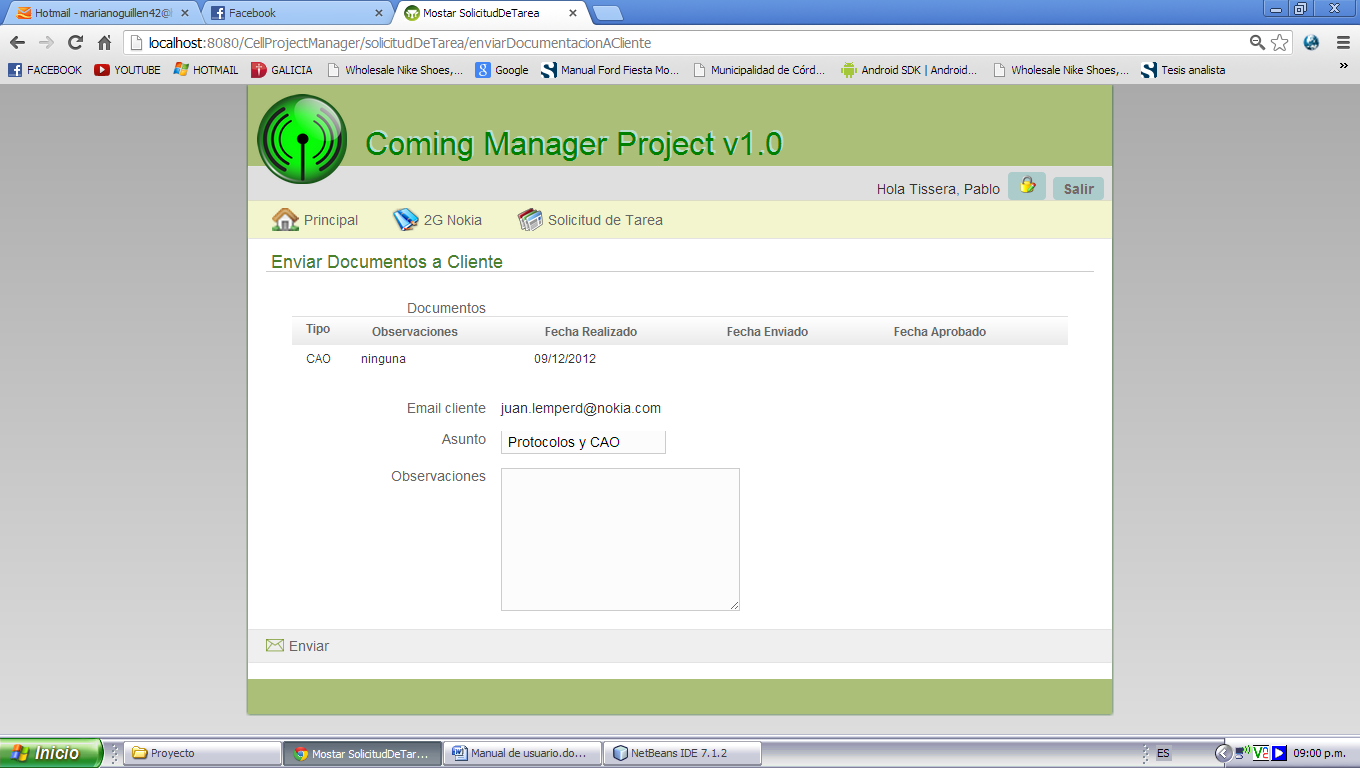 Hotmail - marianoguillen42@h
Facebook
Mostar SolicitudDeTarea
localhost:8080/CellProjectManager/solicitudDeTarea/enviarDocumentacionACliente
FACEBOOK YOUTUBE HOTMAIL GALICIA Wholesale Nike Shoes,... Google Manual Ford Fiesta Mo... Municipalidad de Córd... Android SDK | Android... Wholesale Nike Shoes,... Tesis analista »
Coming Manager Project v1.0
Hola Tissera, Pablo Salir
Principal 2G Nokia Solicitud de Tarea
Enviar Documentos a Cliente
Documentos
Tipo Observaciones Fecha Realizado Fecha Enviado Fecha Aprobado
CAO ninguna 09/12/2012
Email cliente juan.lemperd@nokia.com
Asunto Protocolos y CAO
Observaciones
Enviar
Inicio Proyecto Mostar SolicitudDeTar... Manual de usuario.do... NetBeans IDE 7.1.2 ES 09:00 p.m.